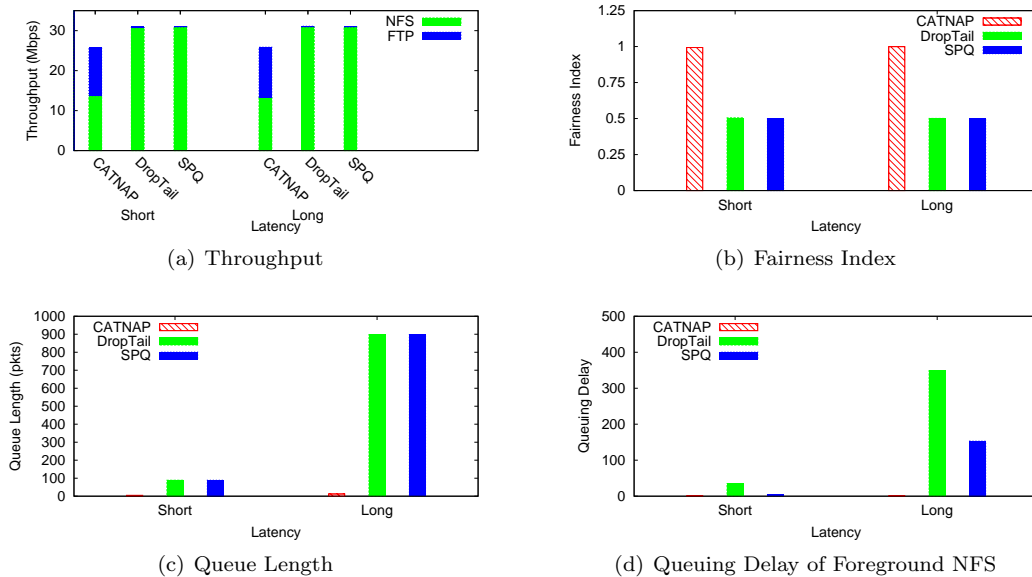 NFS
FTP
Throughput (Mbps)
30
20
10
0
CATNAP
DropTail
SPQ
CATNAP
DropTail
SPQ
Short
Long
Latency
(a) Throughput
CATNAP
DropTail
SPQ
Fairness Index
1.25
1
0.75
0.5
0.25
0
Short
Long
Latency
(b) Fairness Index
CATNAP
DropTail
SPQ
Queue Length (pkts)
1000
900
800
700
600
500
400
300
200
100
0
Short
Long
Latency
(c) Queue Length
CATNAP
DropTail
SPQ
Queuing Delay
500
400
300
200
100
0
Short
Long
Latency
(d) Queuing Delay of Foreground NFS